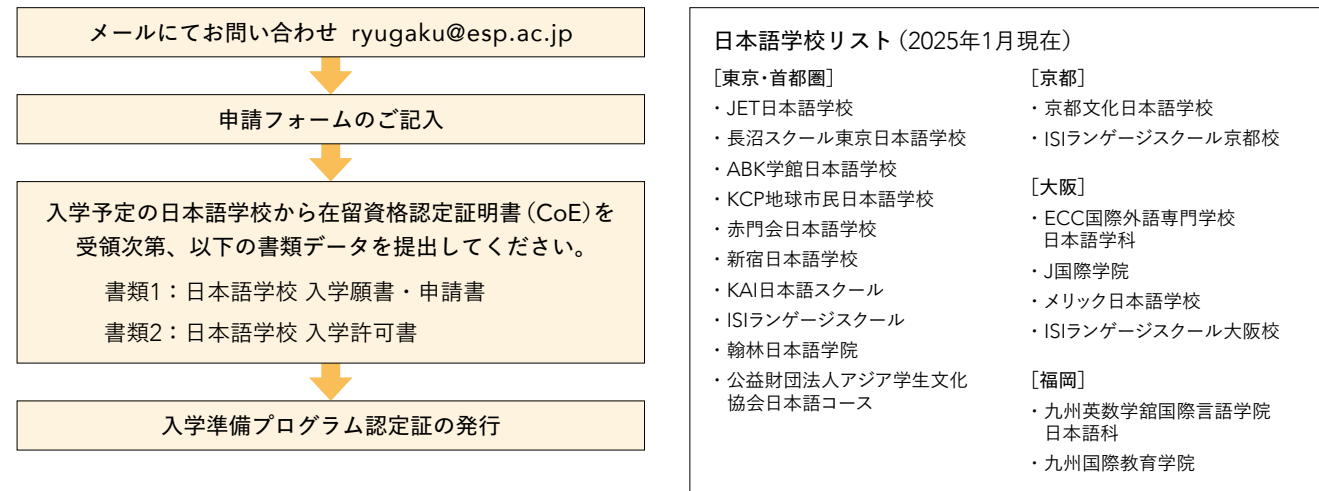 メールにてお問い合わせ ryugaku@esp.ac.jp
申請フォームのご記入
入学予定の日本語学校から在留資格認定証明書（CoE）を
受領次第、以下の書類データを提出してください。
書類1：日本語学校 入学願書・申請書
書類2：日本語学校 入学許可書
入学準備プログラム認定証の発行
日本語学校リスト（2025年1月現在）
［東京・首都圏］
・JET日本語学校
・長沼スクール東京日本語学校
・ABK学館日本語学校
・KCP地球市民日本語学校
・赤門会日本語学校
・新宿日本語学校
・KAI日本語スクール
・ISIランゲージスクール
・翰林日本語学院
・公益財団法人アジア学生文化
協会日本語コース
［京都］
・京都文化日本語学校
・ISIランゲージスクール京都校
［大阪］
・ECC国際外語専門学校
日本語学科
・J国際学院
・メリック日本語学校
・ISIランゲージスクール大阪校
［福岡］
・九州英数学舘国際言語学院
日本語科
・九州国際教育学院